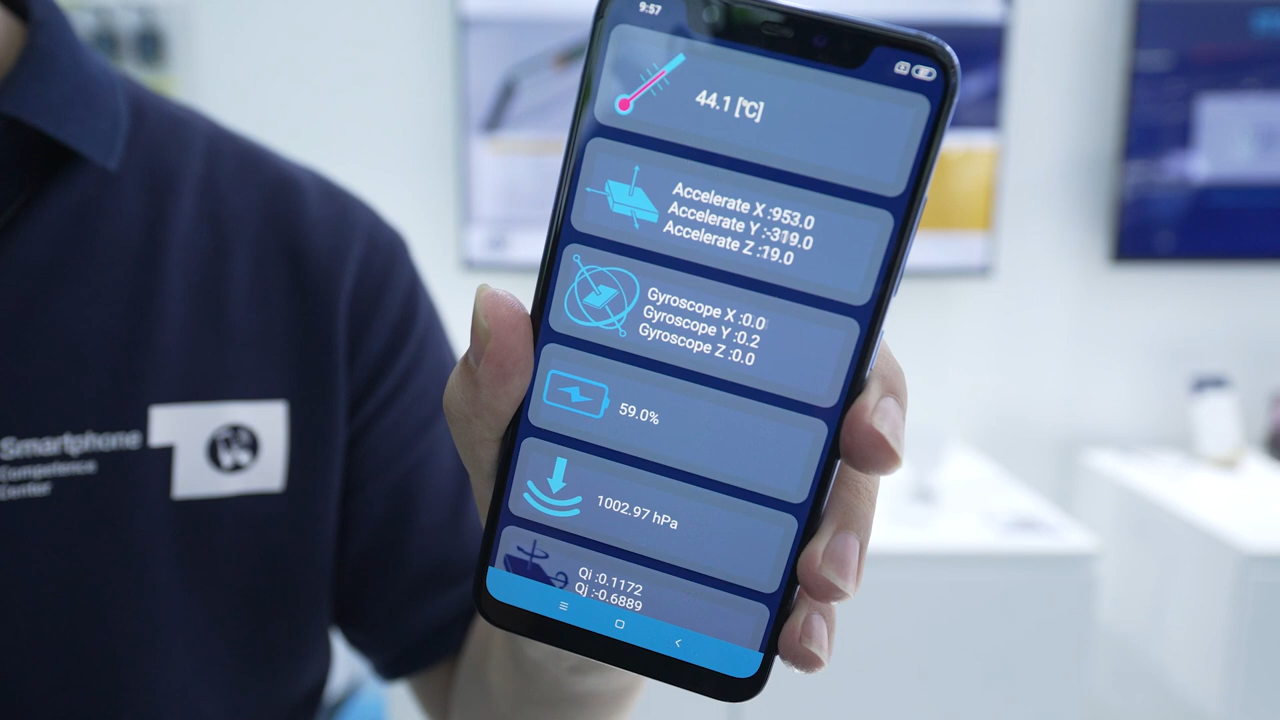 9:57
44.1 [℃]
Accelerate X :953.0
Accelerate Y :-319.0
Accelerate Z :19.0
Gyroscope X :0.0
Gyroscope Y :0.2
Gyroscope Z :0.0
59.0%
1002.97 hPa
Qi :0.1172
Qj :-0.6889
Smartphone
Competence
Center